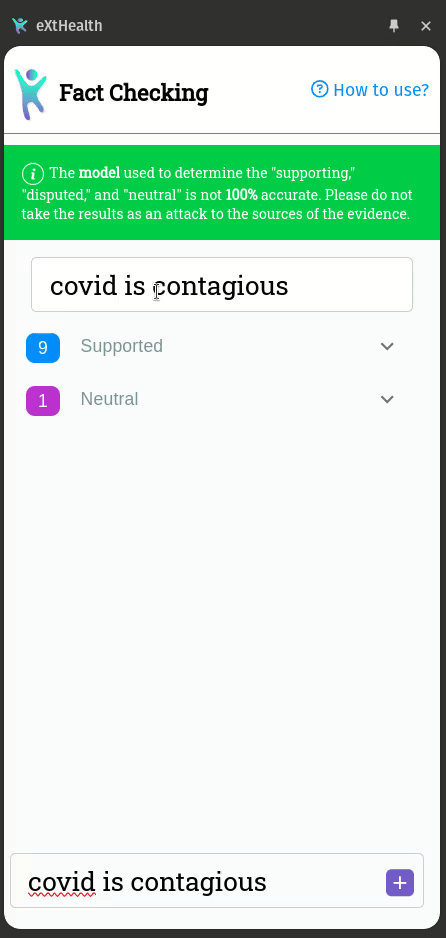 eXtHealth
Fact Checking
How to use?
The model used to determine the "supporting,"
"disputed," and "neutral" is not 100% accurate. Please do not
take the results as an attack to the sources of the evidence.
covid is contagious
9 Supported
1 Neutral
covid is contagious